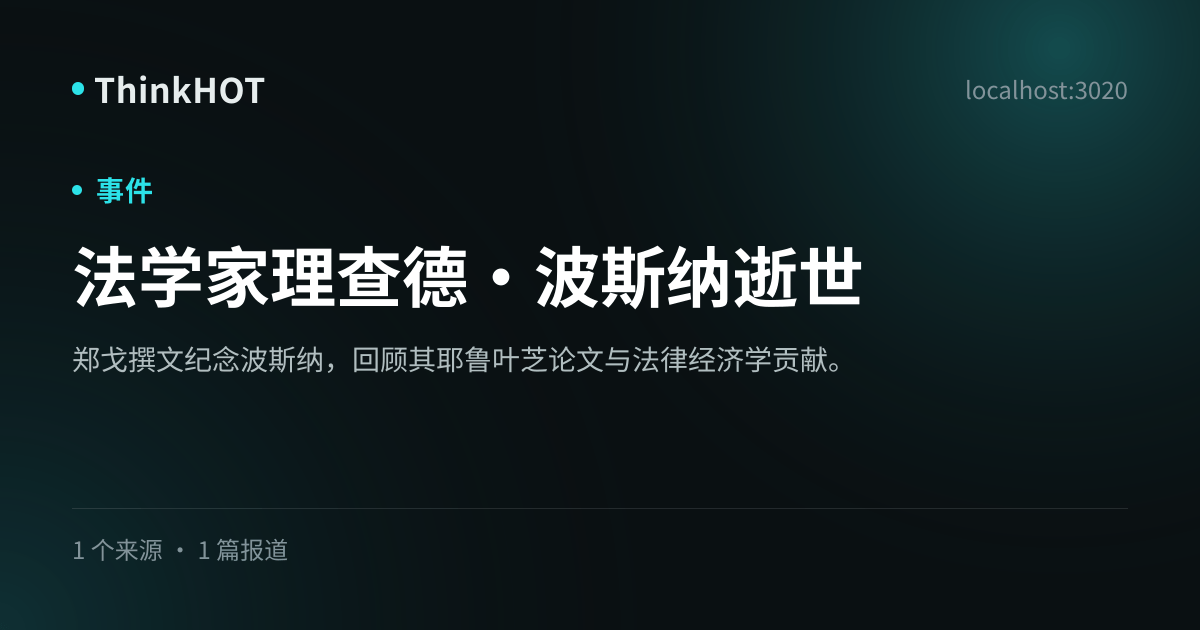 ThinkHOT
localhost:3020
事件
法学家理查德·波斯纳逝世
郑戈撰文纪念波斯纳，回顾其耶鲁叶芝论文与法律经济学贡献。
1 个来源 · 1 篇报道